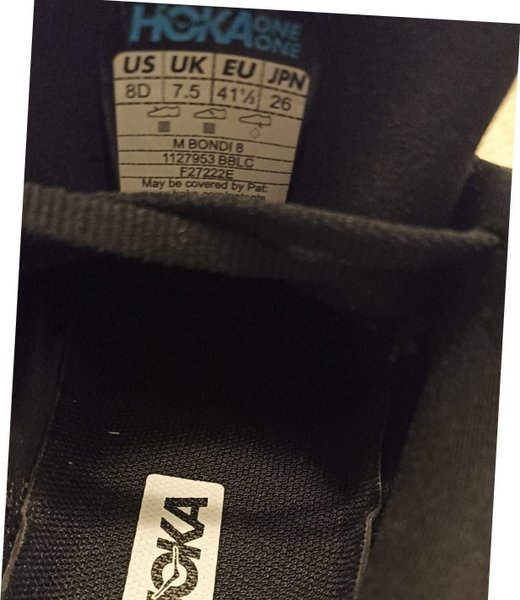 HOKA ONE ONE
US UK EU JPN
8D 7.5 41⅓ 26
M BONDI 8
1127953 BBLC
F27222E
May be covered by Pat:
HOKA